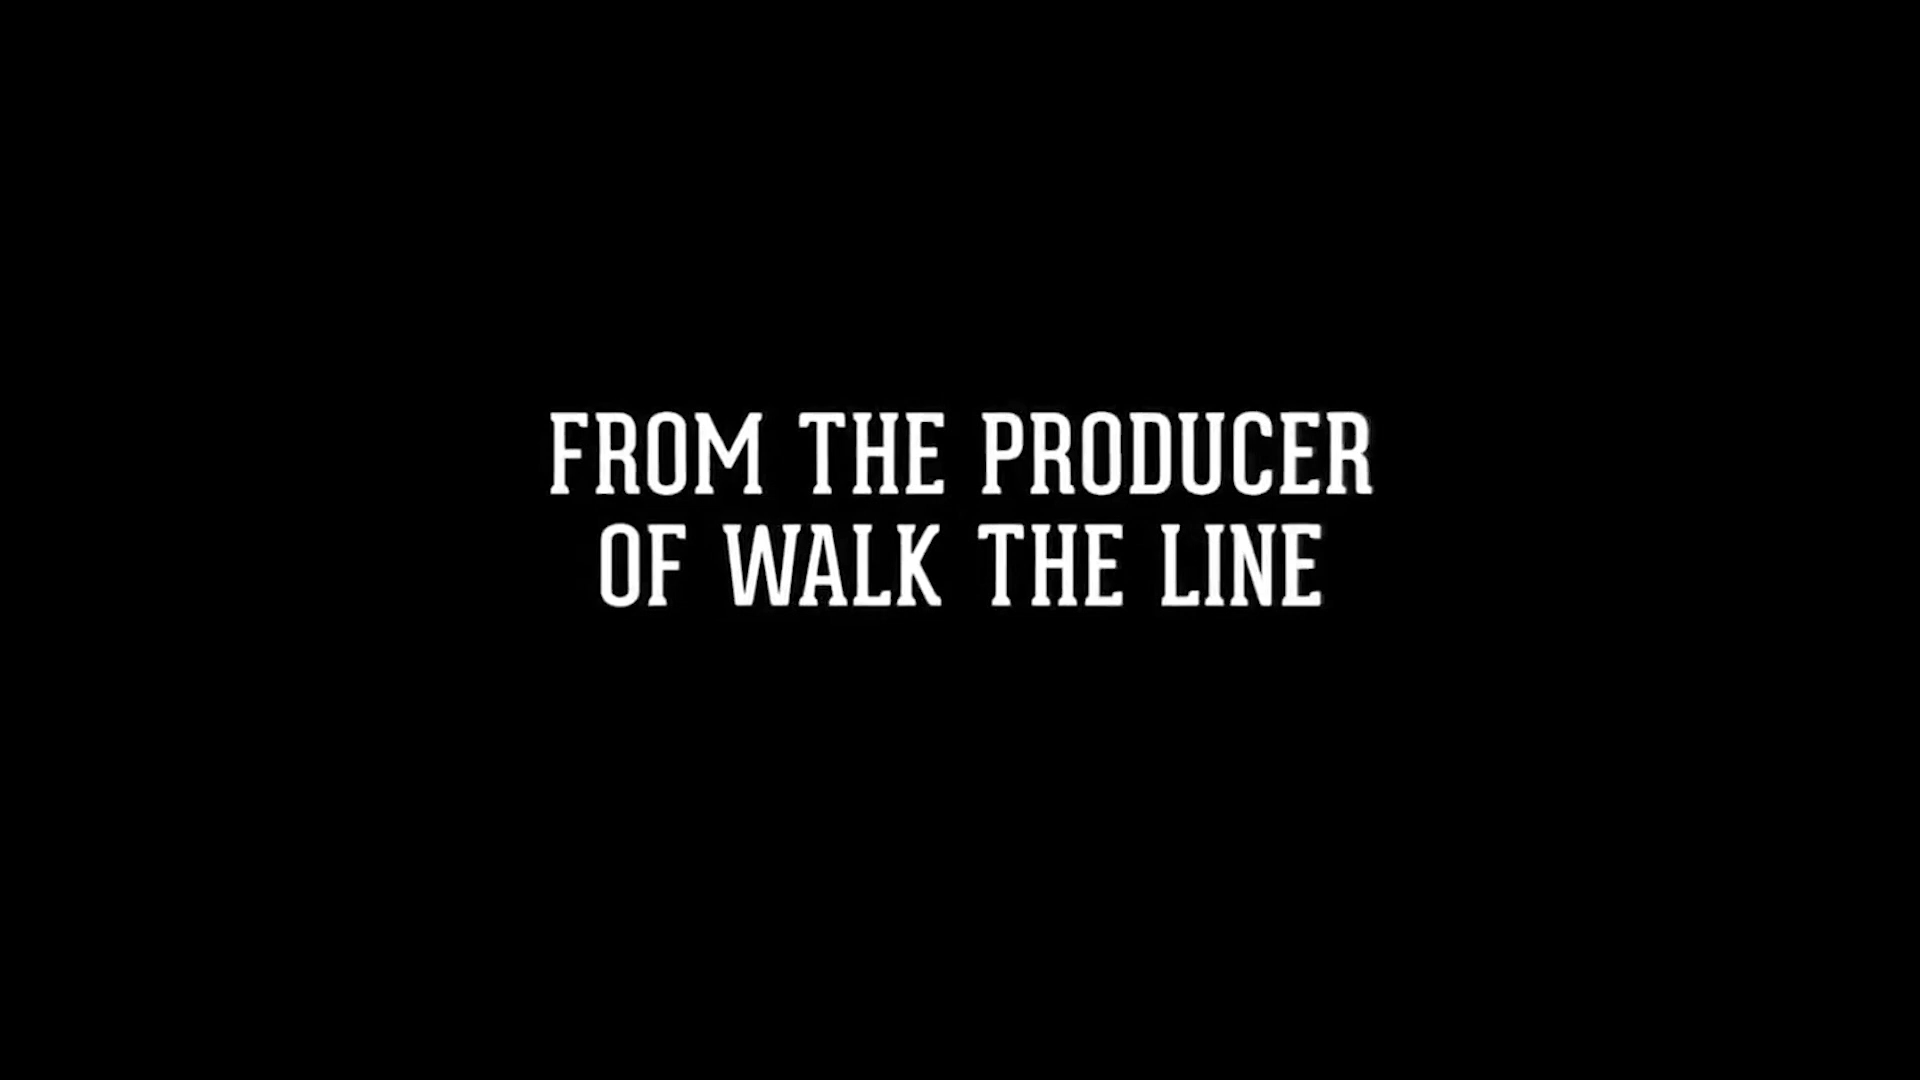 FROM THE PRODUCER
OF WALK THE LINE